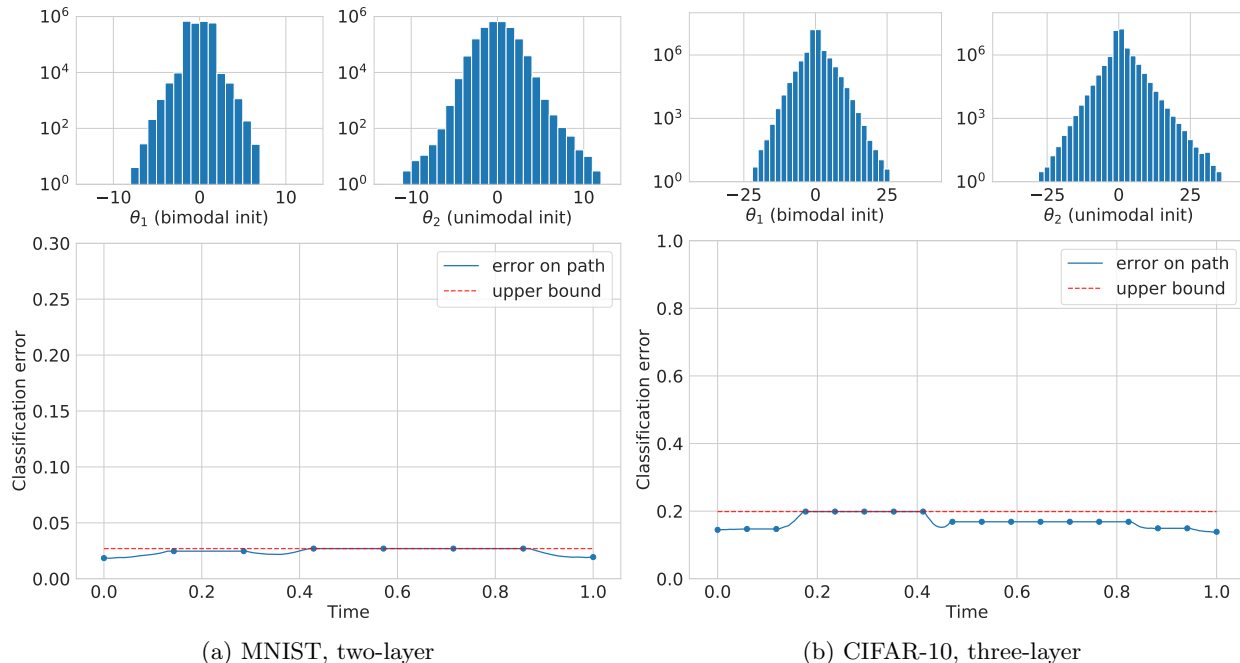 10^6
10^4
10^2
10^0
−10 0 10
θ_1 (bimodal init)
10^6
10^4
10^2
10^0
−10 0 10
θ_2 (unimodal init)
10^6
10^3
10^0
−25 0 25
θ_1 (bimodal init)
10^6
10^3
10^0
−25 0 25
θ_2 (unimodal init)
0.30
0.25
0.20
0.15
0.10
0.05
0.00
Classification error
error on path
upper bound
0.0 0.2 0.4 0.6 0.8 1.0
Time
(a) MNIST, two-layer
1.0
0.8
0.6
0.4
0.2
0.0
Classification error
error on path
upper bound
0.0 0.2 0.4 0.6 0.8 1.0
Time
(b) CIFAR-10, three-layer